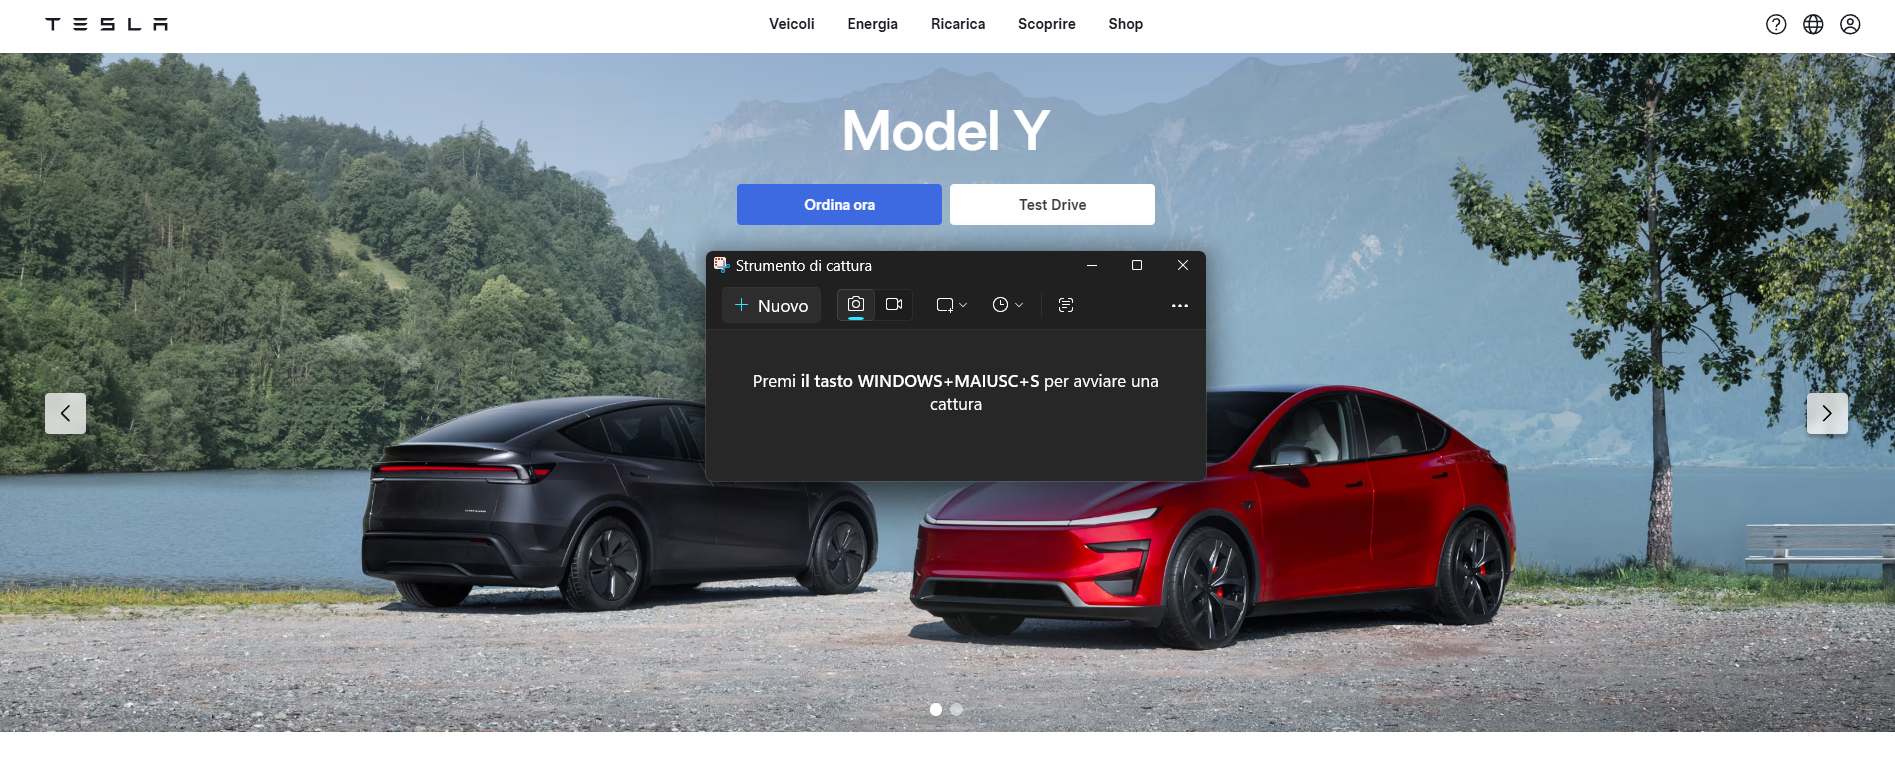 TESLA
Veicoli Energia Ricarica Scoprire Shop
Model Y
Ordina ora Test Drive
Strumento di cattura
Nuovo
Premi il tasto WINDOWS+MAIUSC+S per avviare una
cattura